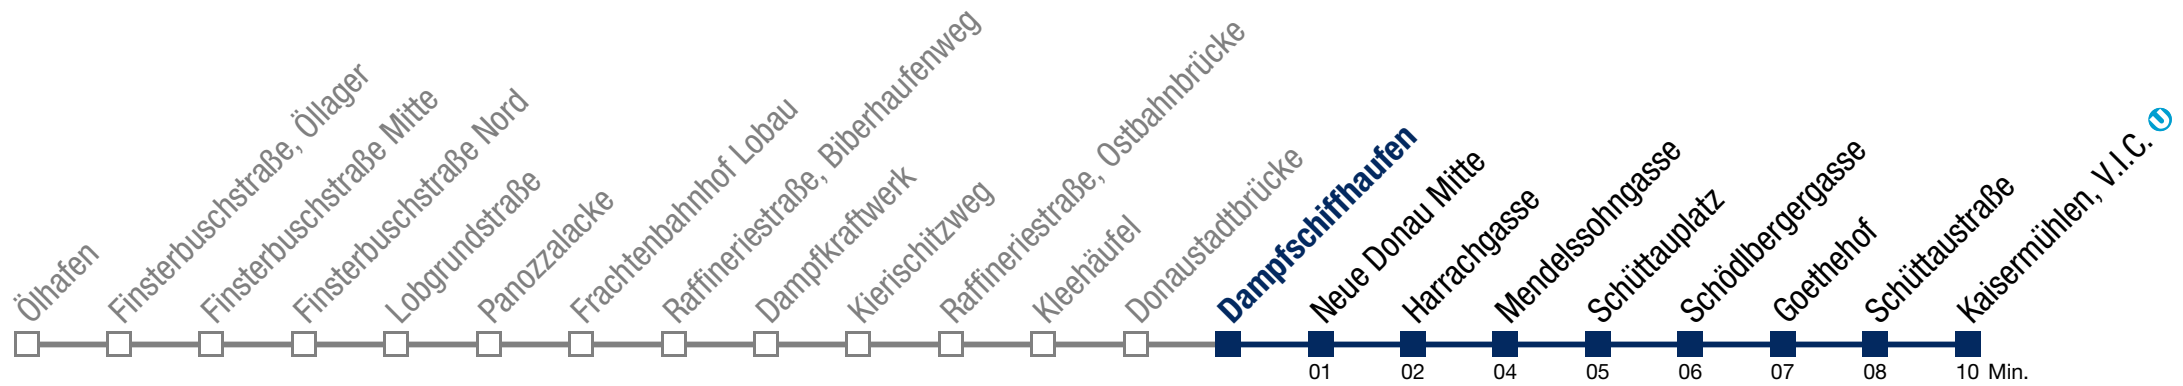 Ölhafen
Finsterbuschstraße, Öllager
Finsterbuschstraße Mitte
Finsterbuschstraße Nord
Lobgrundstraße
Panozzalacke
Frachtenbahnhof Lobau
Raffineriestraße, Biberhaufenweg
Dampfkraftwerk
Kierischitzweg
Raffineriestraße, Ostbahnbrücke
Kleehäufel
Donaustadtbrücke
Dampfschiffhaufen
Neue Donau Mitte
Harrachgasse
Mendelssohngasse
Schüttauplatz
Schödlbergergasse
Goethehof
Schüttaustraße
Kaisermühlen, V.I.C. U
01 02 04 05 06 07 08 10 Min.